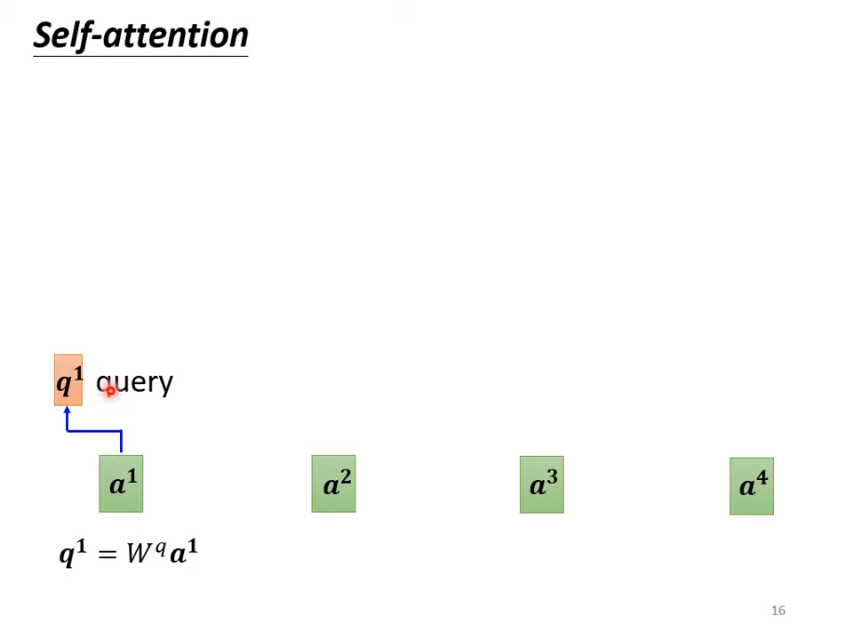 Self-attention
q¹ query
a¹ a² a³ a⁴
q¹ = W^q a¹
16